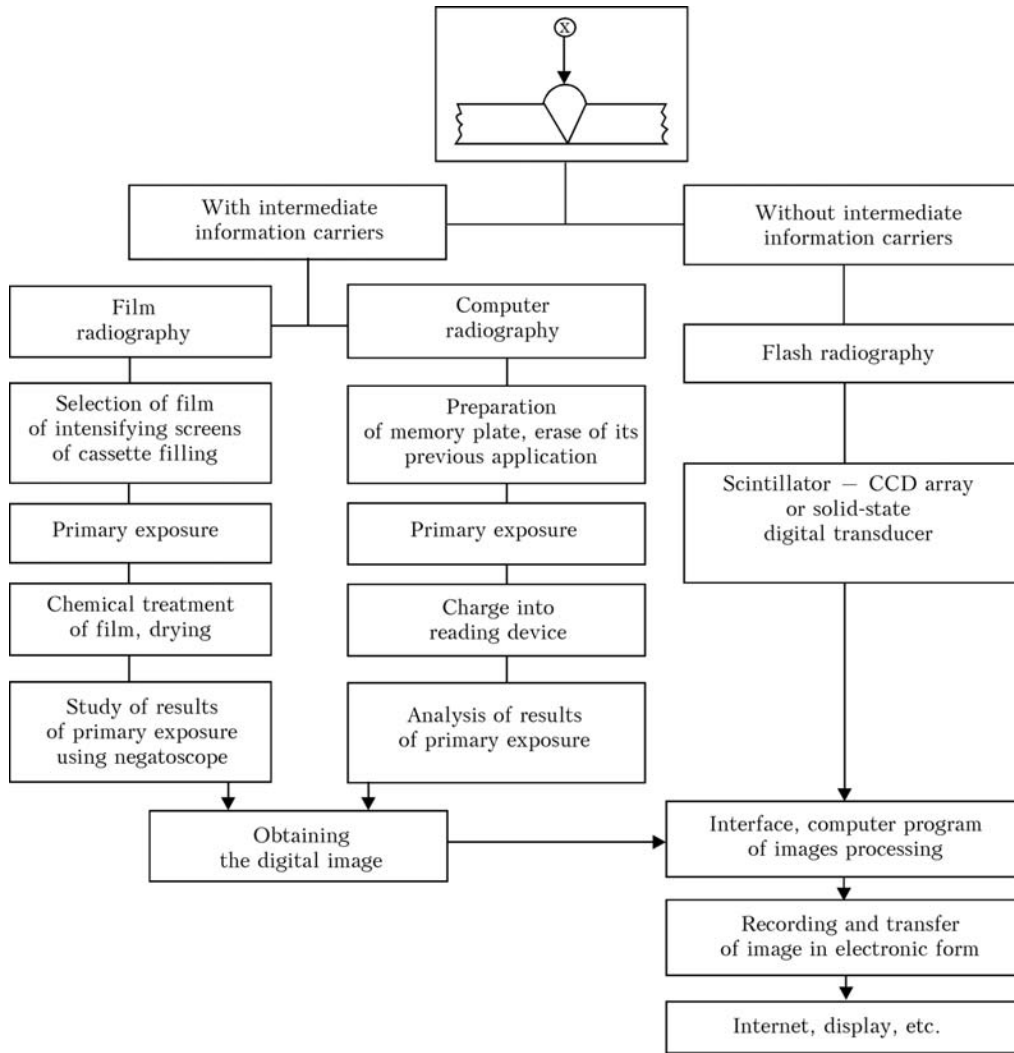 X
With intermediate
information carriers
Without intermediate
information carriers
Film
radiography
Computer
radiography
Flash radiography
Selection of film
of intensifying screens
of cassette filling
Preparation
of memory plate, erase of its
previous application
Scintillator — CCD array
or solid-state
digital transducer
Primary exposure
Primary exposure
Chemical treatment
of film, drying
Charge into
reading device
Study of results
of primary exposure
using negatoscope
Analysis of results
of primary exposure
Obtaining
the digital image
Interface, computer program
of images processing
Recording and transfer
of image in electronic form
Internet, display, etc.